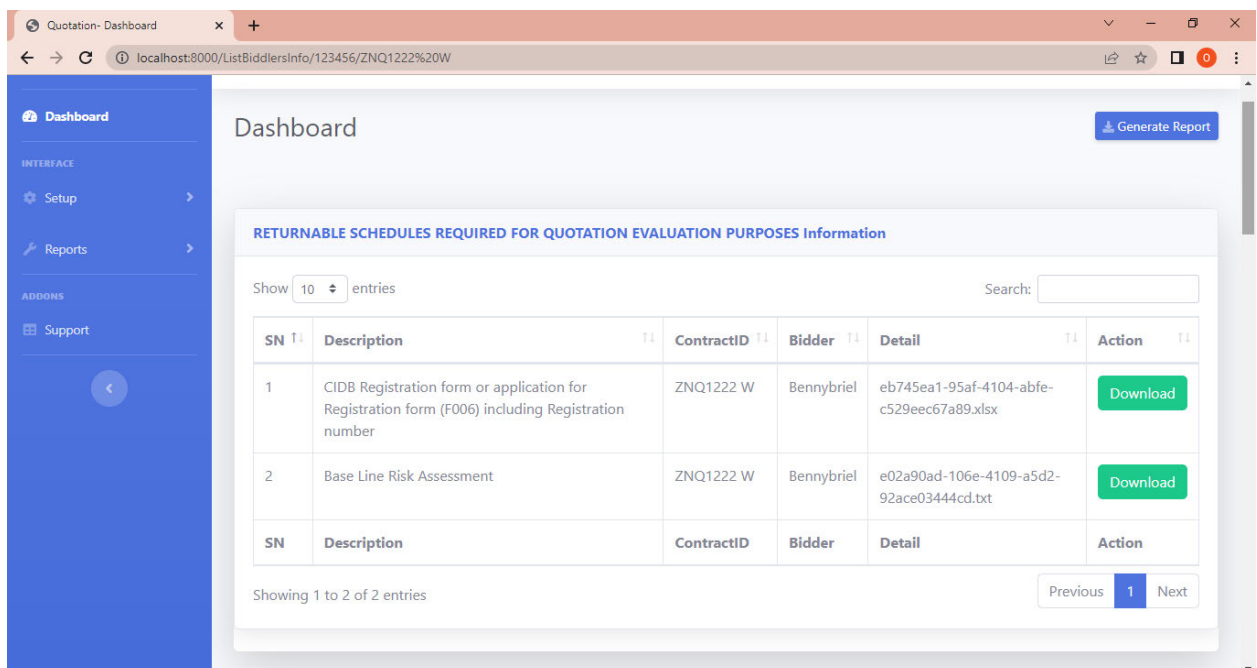 Quotation- Dashboard
localhost:8000/ListBiddlersInfo/123456/ZNQ1222%20W
O
Dashboard
INTERFACE
Setup
Reports
ADDONS
Support
Dashboard
Generate Report
RETURNABLE SCHEDULES REQUIRED FOR QUOTATION EVALUATION PURPOSES Information
Show 10 entries
Search:
SN Description ContractID Bidder Detail Action
1 CIDB Registration form or application for ZNQ1222 W Bennybriel eb745ea1-95af-4104-abfe- Download
Registration form (F006) including Registration c529eec67a89.xlsx
number
2 Base Line Risk Assessment ZNQ1222 W Bennybriel e02a90ad-106e-4109-a5d2- Download
92ace03444cd.txt
SN Description ContractID Bidder Detail Action
Showing 1 to 2 of 2 entries
Previous 1 Next